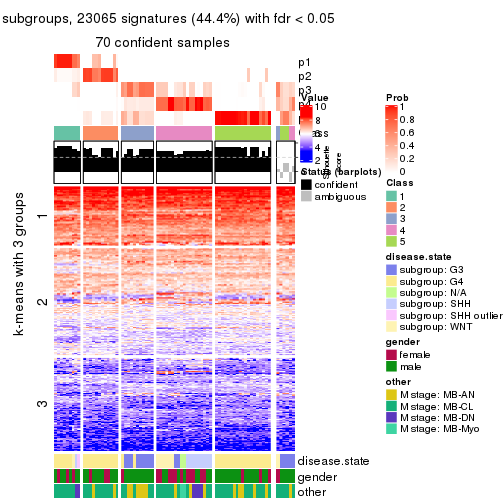 subgroups, 23065 signatures (44.4%) with fdr < 0.05
70 confident samples
p1
p2
p3
Value
10
8
4
2
Prob
1
0.8
0.6
0.4
0.2
0
Silhouette
score
Status (barplots)
confident
ambiguous
Class
1
2
3
4
5
k-means with 3 groups
1
2
3
disease.state
subgroup: G3
subgroup: G4
subgroup: N/A
subgroup: SHH
subgroup: SHH outlier
subgroup: WNT
gender
female
male
other
M stage: MB-AN
M stage: MB-CL
M stage: MB-DN
M stage: MB-Myo
disease.state
gender
other